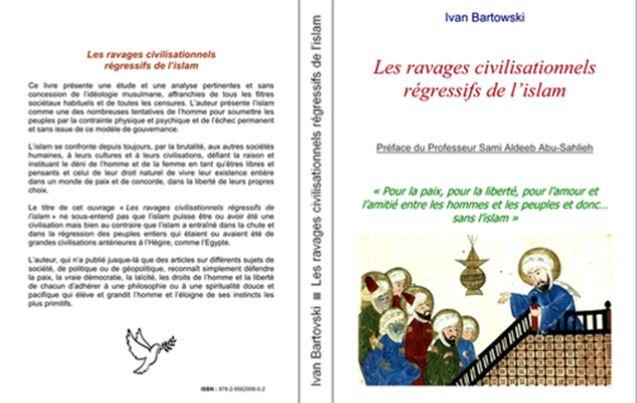 Les ravages civilisationnels
régressifs de l'islam
Ce livre présente une étude et une analyse pertinentes et sans
concession de l'idéologie musulmane, affranchies de tous les filtres
sociétaux habituels et de toutes les censures. L'auteur présente l'islam
comme une des nombreuses tentatives de l'homme pour soumettre les
peuples par la contrainte physique et psychique et de l'échec permanent
et sans issue de ce modèle de gouvernance.
L'islam se confronte depuis toujours, par la brutalité, aux autres sociétés
humaines, à leurs cultures et à leurs civilisations, défiant la raison et
instituant le déni de l'homme et de la femme en tant qu'êtres libres et
pensants et celui de leur droit naturel de vivre leur existence entière
dans un monde de paix et de concorde, dans la liberté de leurs propres
choix.
Le titre de cet ouvrage « Les ravages civilisationnels régressifs de
l'islam » ne sous-entend pas que l'islam puisse être ou avoir été une
civilisation mais bien au contraire que l'islam a entraîné dans la chute et
dans la régression des peuples entiers qui étaient ou avaient été de
grandes civilisations antérieures à l'Hégire, comme l'Egypte.
L'auteur, qui n'a publié jusque-là que des articles sur différents sujets de
société, de politique ou de géopolitique, reconnaît simplement défendre
la paix, la vraie démocratie, la laïcité, les droits de l'homme et la liberté
de chacun d'adhérer à une philosophie ou à une spiritualité douce et
pacifique qui élève et grandit l'homme et l'éloigne de ses instincts les
plus primitifs.
ISBN : 978-2-9562006-0-2
Ivan Bartovski ■ Les ravages civilisationnels régressifs de l'islam
Ivan Bartowski
Les ravages civilisationnels
régressifs de l'islam
Préface du Professeur Sami Aldeeb Abu-Sahlieh
« Pour la paix, pour la liberté, pour l'amour et
l'amitié entre les hommes et les peuples et donc...
sans l'islam »